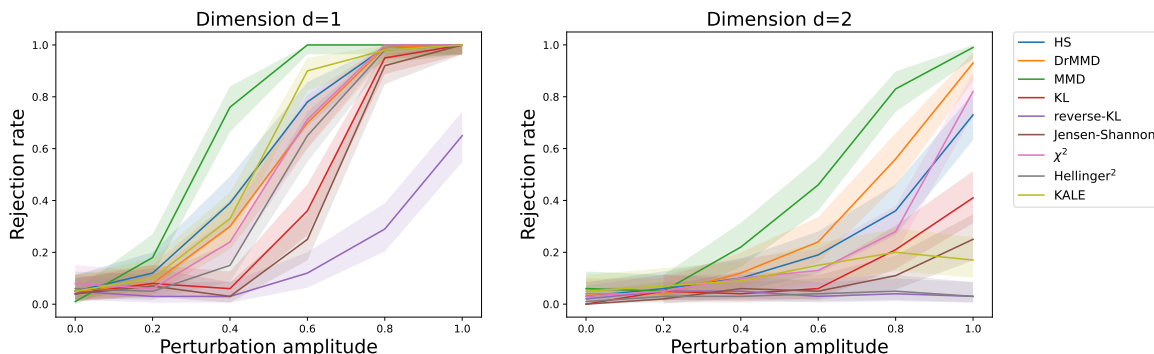 Dimension d=1
Rejection rate
1.0
0.8
0.6
0.4
0.2
0.0
0.0 0.2 0.4 0.6 0.8 1.0
Perturbation amplitude
Dimension d=2
Rejection rate
1.0
0.8
0.6
0.4
0.2
0.0
0.0 0.2 0.4 0.6 0.8 1.0
Perturbation amplitude
HS
DrMMD
MMD
KL
reverse-KL
Jensen-Shannon
χ²
Hellinger²
KALE